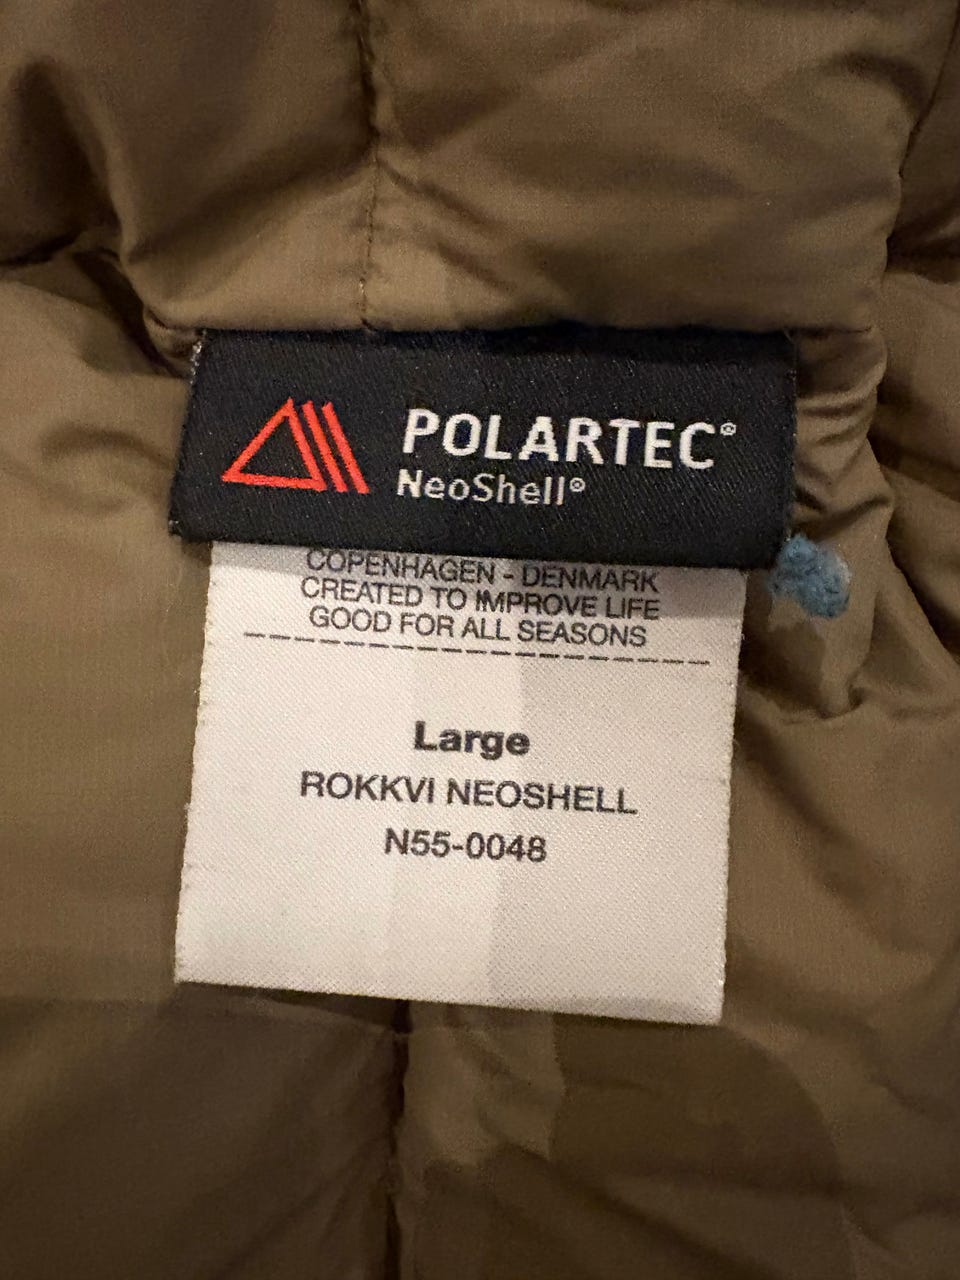 POLARTEC®
NeoShell®
COPENHAGEN - DENMARK
CREATED TO IMPROVE LIFE
GOOD FOR ALL SEASONS
Large
ROKKVI NEOSHELL
N55-0048